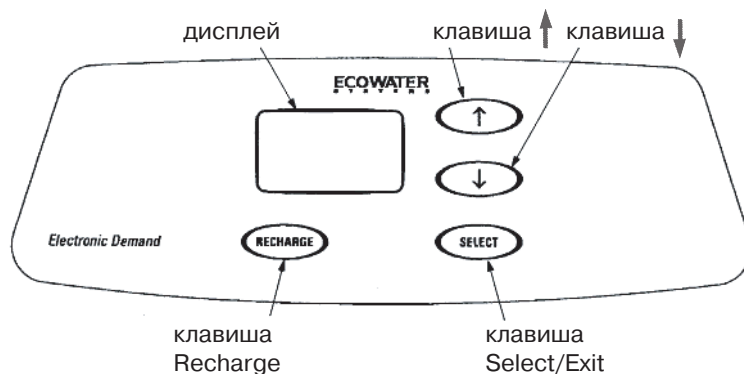 дисплей
клавиша ↑
клавиша ↓
ECOWATER
SYSTEMS
↑
↓
Electronic Demand
RECHARGE
SELECT
клавиша
Recharge
клавиша
Select/Exit